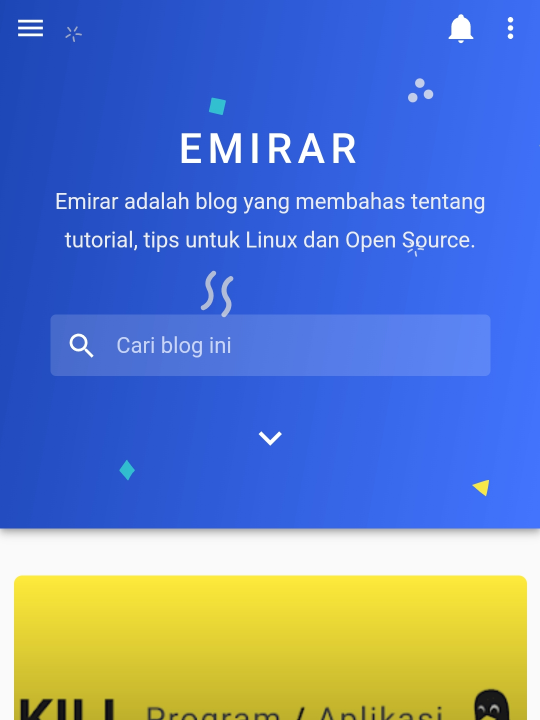 EMIRAR
Emirar adalah blog yang membahas tentang
tutorial, tips untuk Linux dan Open Source.
Cari blog ini
KILL Program / Aplikasi